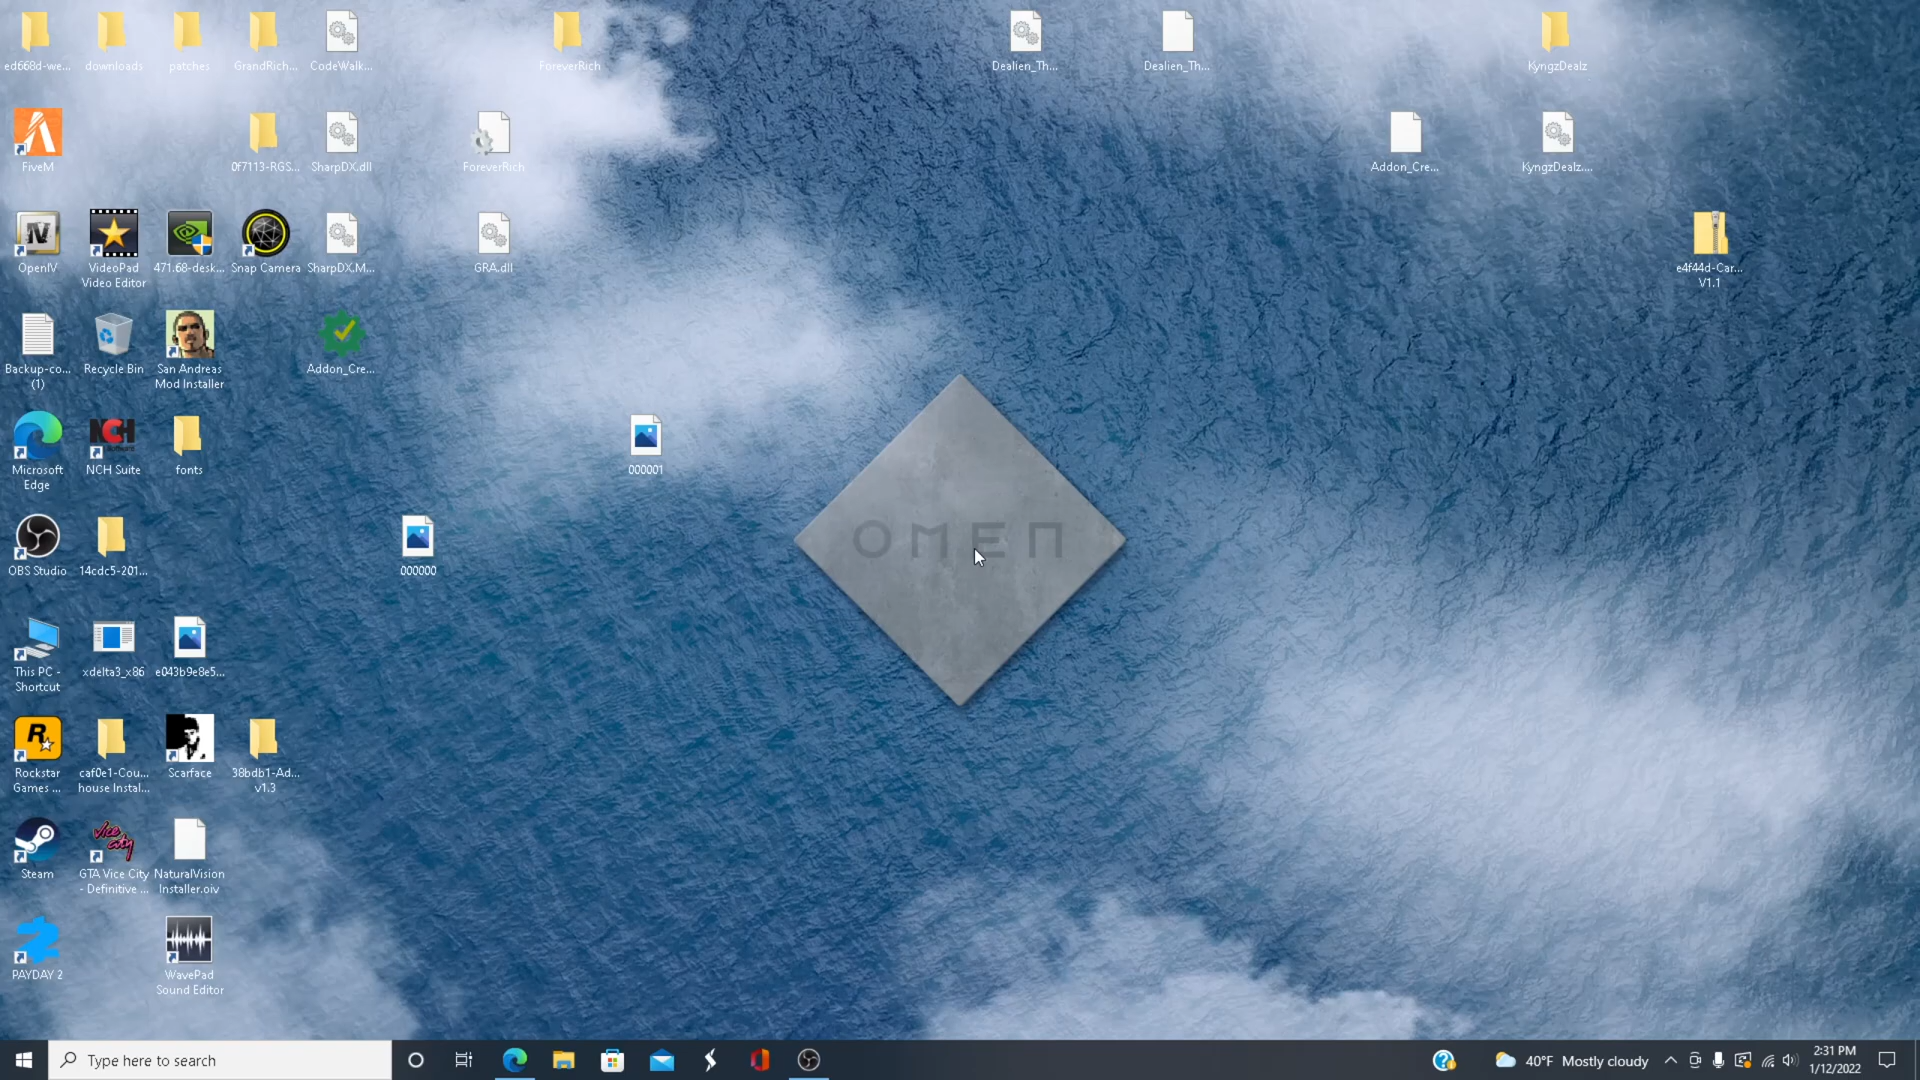 ed668d-we...
downloads
patches
GrandRich...
CodeWalk...
ForeverRich
Dealien_Th...
Dealien_Th...
KyngzDealz
FiveM
0f7113-RGS...
SharpDX.dll
ForeverRich
Addon_Cre...
KyngzDealz....
OpenIV
VideoPad
Video Editor
471.68-desk...
Snap Camera
SharpDX.M...
GRA.dll
e4f44d-Car...
V1.1
Backup-co...
(1)
Recycle Bin
San Andreas
Mod Installer
Addon_Cre...
Microsoft
Edge
NCH
NCH Suite
fonts
000001
OMEN
OBS Studio
14cdc5-201...
000000
This PC -
Shortcut
xdelta3_x86
e043b9e8e5...
Rockstar
Games ...
caf0e1-Cou...
house Instal...
Scarface
38bdb1-Ad...
v1.3
Steam
vice city
GTA Vice City
- Definitive ...
NaturalVision
Installer.oiv
PAYDAY 2
WavePad
Sound Editor
Type here to search
40°F Mostly cloudy
2:31 PM
1/12/2022